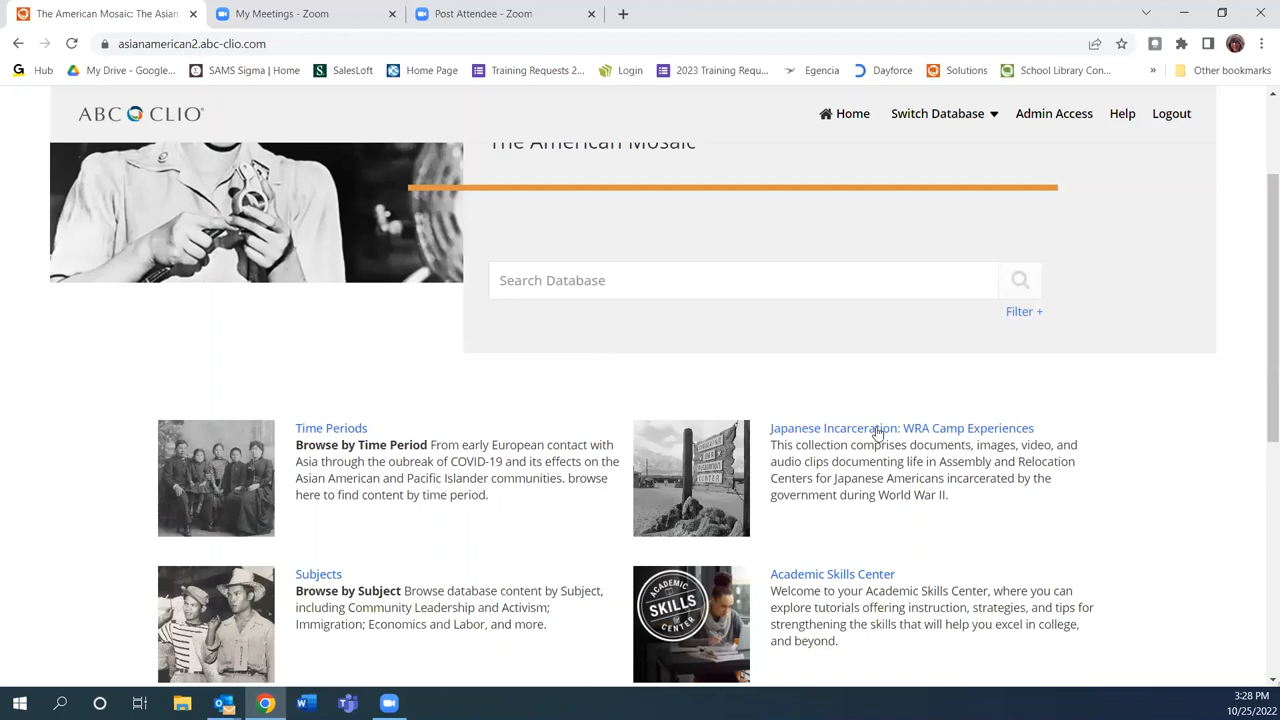 The American Mosaic: The Asian
My Meetings - Zoom
Post Attendee - Zoom
asianamerican2.abc-clio.com
Hub
My Drive - Google...
SAMS Sigma | Home
SalesLoft
Home Page
Training Requests 2...
Login
2023 Training Requ...
Egencia
Dayforce
Solutions
School Library Con...
»
Other bookmarks
ABC CLIO
Home
Switch Database
Admin Access
Help
Logout
The American Mosaic
Search Database
Filter +
Time Periods
Browse by Time Period From early European contact with
Asia through the oubreak of COVID-19 and its effects on the
Asian American and Pacific Islander communities. browse
here to find content by time period.
Japanese Incarceration: WRA Camp Experiences
This collection comprises documents, images, video, and
audio clips documenting life in Assembly and Relocation
Centers for Japanese Americans incarcerated by the
government during World War II.
Subjects
Browse by Subject Browse database content by Subject,
including Community Leadership and Activism;
Immigration; Economics and Labor, and more.
ACADEMIC
SKILLS
CENTER
Academic Skills Center
Welcome to your Academic Skills Center, where you can
explore tutorials offering instruction, strategies, and tips for
strengthening the skills that will help you excel in college,
and beyond.
3:28 PM
10/25/2022